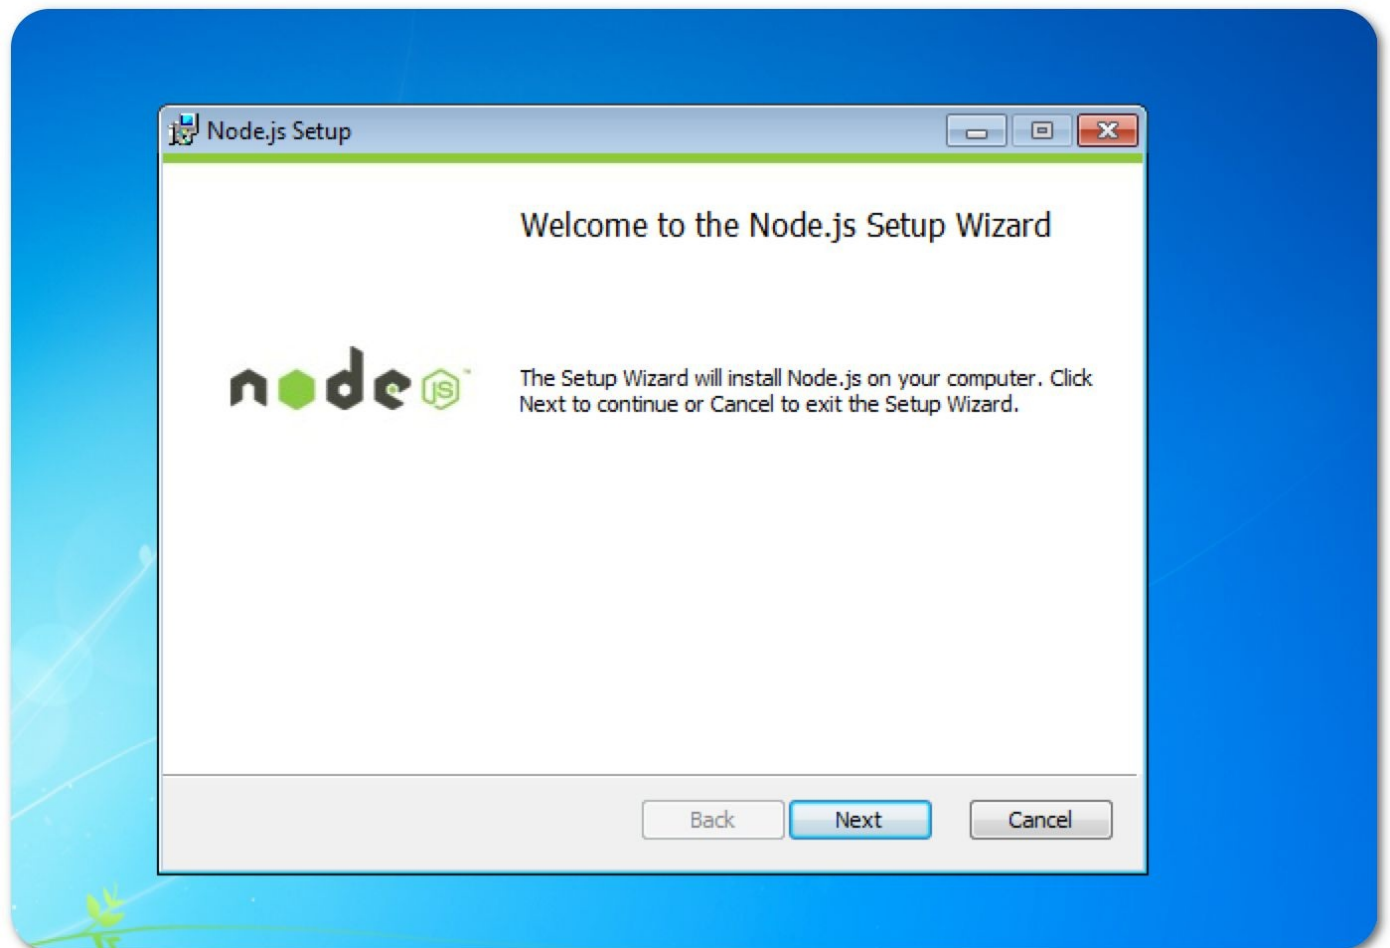 Node.js Setup
Welcome to the Node.js Setup Wizard
node JS™
The Setup Wizard will install Node.js on your computer. Click
Next to continue or Cancel to exit the Setup Wizard.
Back Next Cancel